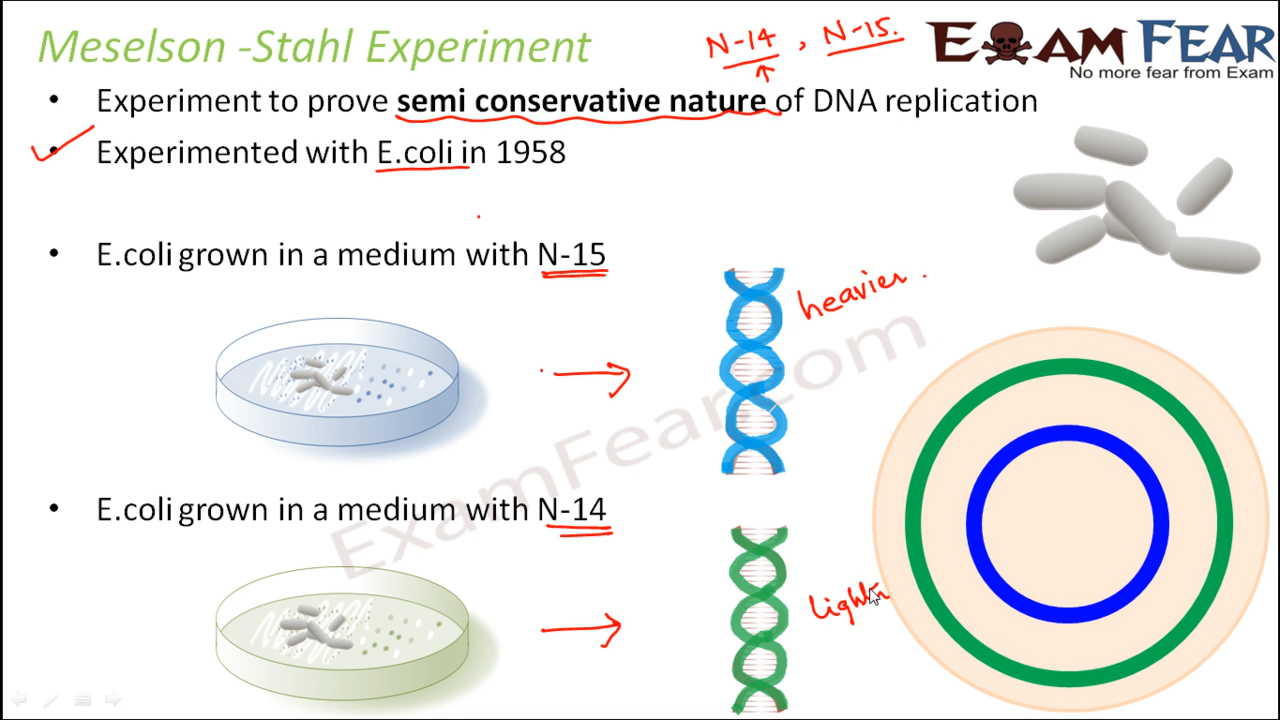 Meselson -Stahl Experiment
N-14 , N-15.
EXAM FEAR
No more fear from Exam
• Experiment to prove semi conservative nature of DNA replication
• Experimented with E.coli in 1958
• E.coli grown in a medium with N-15
heavier.
ExamFear.com
• E.coli grown in a medium with N-14
lighter